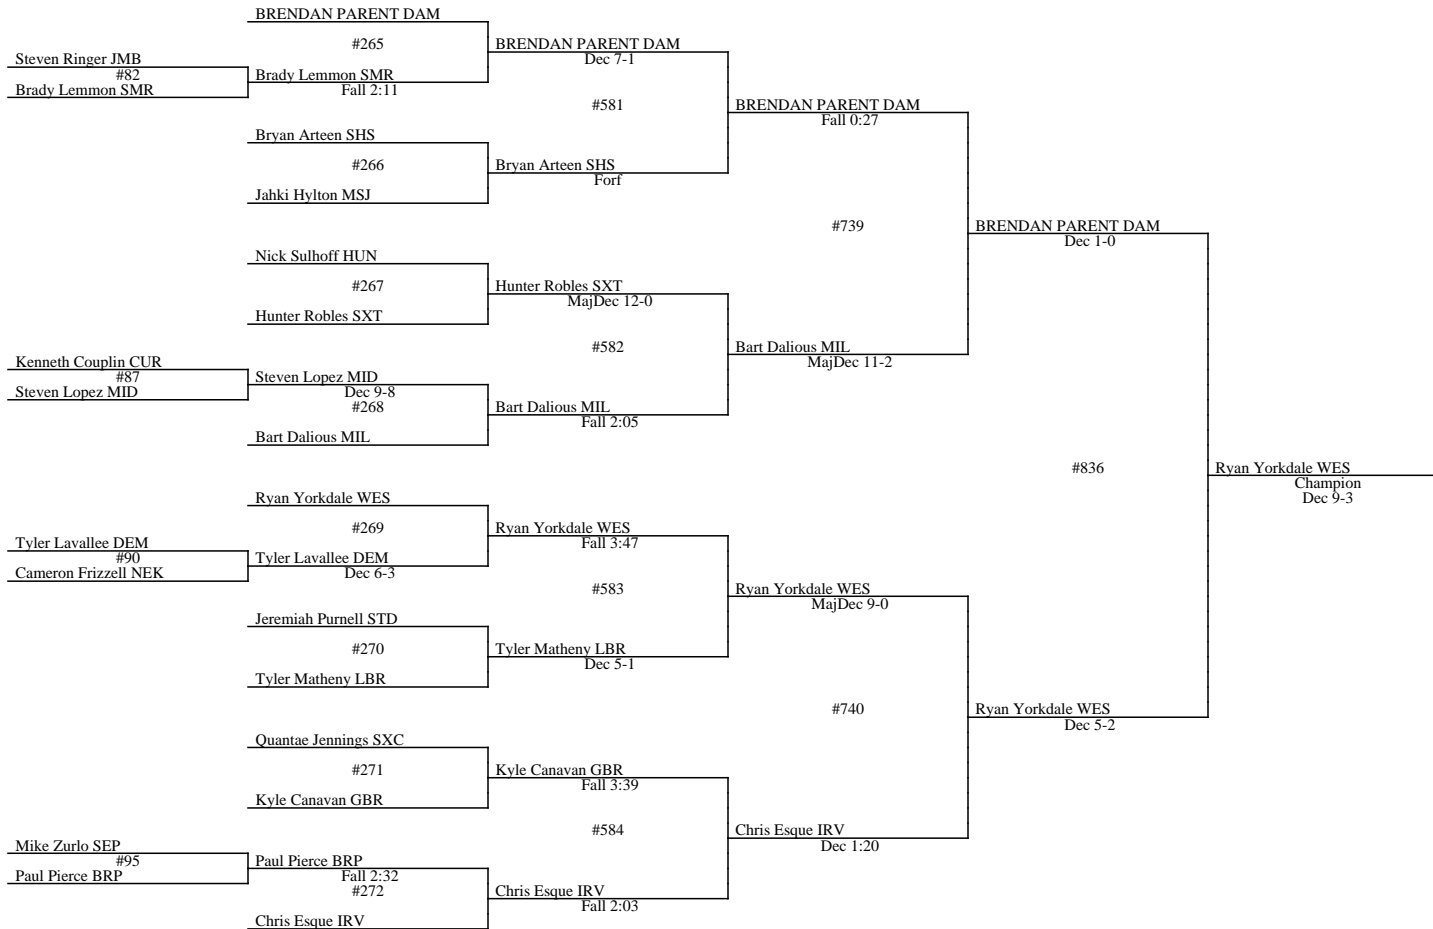 BRENDAN PARENT DAM
#265
BRENDAN PARENT DAM
Dec 7-1
Steven Ringer JMB
#82
Brady Lemmon SMR
Brady Lemmon SMR
Fall 2:11
#581
BRENDAN PARENT DAM
Fall 0:27
Bryan Arteen SHS
#266
Bryan Arteen SHS
Forf
Jahki Hylton MSJ
#739
BRENDAN PARENT DAM
Dec 1-0
Nick Sulhoff HUN
#267
Hunter Robles SXT
MajDec 12-0
Hunter Robles SXT
#582
Bart Dalious MIL
MajDec 11-2
Kenneth Couplin CUR
#87
Steven Lopez MID
Steven Lopez MID
Dec 9-8
#268
Bart Dalious MIL
Fall 2:05
Bart Dalious MIL
#836
Ryan Yorkdale WES
Champion
Dec 9-3
Ryan Yorkdale WES
#269
Ryan Yorkdale WES
Fall 3:47
Tyler Lavallee DEM
#90
Cameron Frizzell NEK
Tyler Lavallee DEM
Dec 6-3
#583
Ryan Yorkdale WES
MajDec 9-0
Jeremiah Purnell STD
#270
Tyler Matheny LBR
Dec 5-1
Tyler Matheny LBR
#740
Ryan Yorkdale WES
Dec 5-2
Quantae Jennings SXC
#271
Kyle Canavan GBR
Fall 3:39
Kyle Canavan GBR
#584
Chris Esque IRV
Dec 1:20
Mike Zurlo SEP
#95
Paul Pierce BRP
Paul Pierce BRP
Fall 2:32
#272
Chris Esque IRV
Fall 2:03
Chris Esque IRV